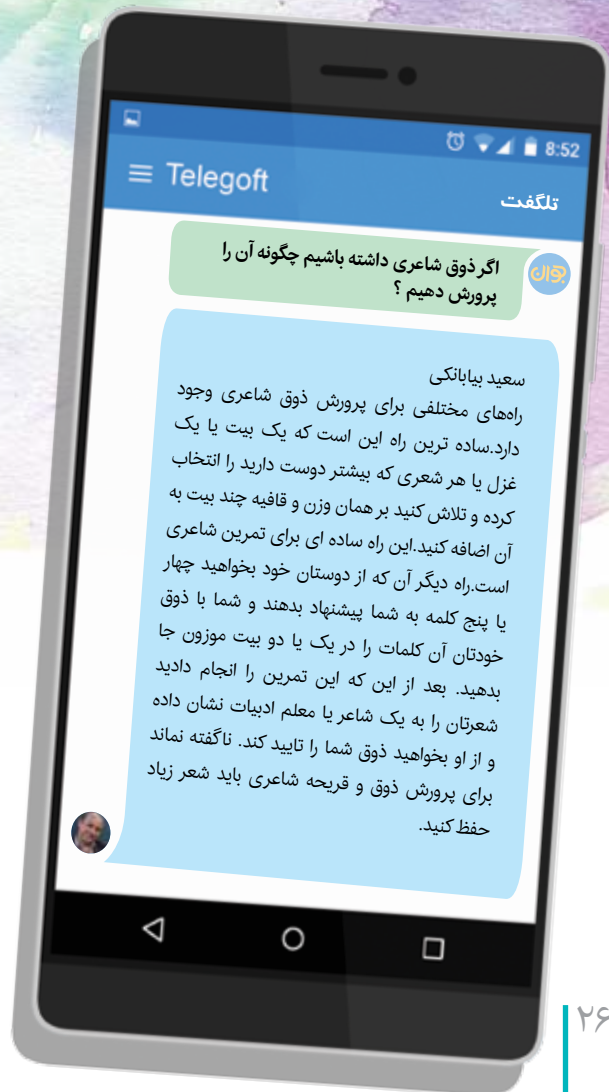 8:52
Telegoft
تلگفت
جوان
اگر ذوق شاعری داشته باشیم چگونه آن را
پرورش دهیم ؟
سعید بیابانکی
راه‌های مختلفی برای پرورش ذوق شاعری وجود
دارد.ساده ترین راه این است که یک بیت یا یک
غزل یا هر شعری که بیشتر دوست دارید را انتخاب
کرده و تلاش کنید بر همان وزن و قافیه چند بیت به
آن اضافه کنید.این راه ساده ای برای تمرین شاعری
است.راه دیگر آن که از دوستان خود بخواهید چهار
یا پنج کلمه به شما پیشنهاد بدهند و شما با ذوق
خودتان آن کلمات را در یک یا دو بیت موزون جا
بدهید. بعد از این که این تمرین را انجام دادید
شعرتان را به یک شاعر یا معلم ادبیات نشان داده
و از او بخواهید ذوق شما را تایید کند. ناگفته نماند
برای پرورش ذوق و قریحه شاعری باید شعر زیاد
حفظ کنید.
۲۶